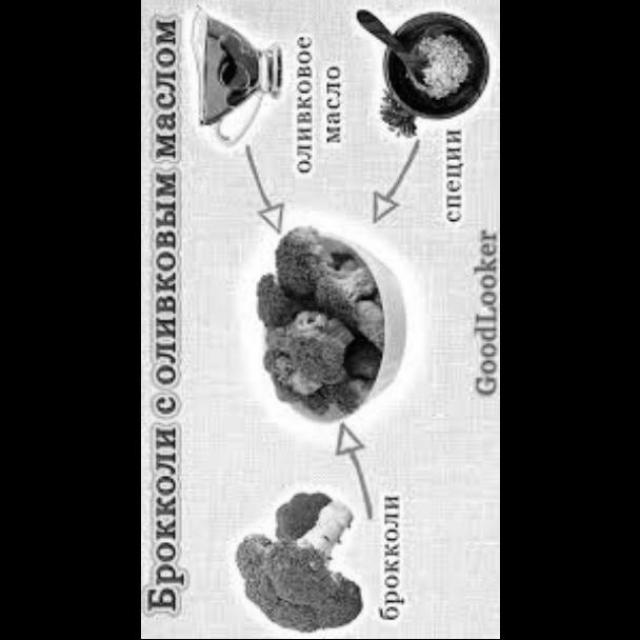 Брокколи с оливковым маслом
брокколи
оливковое
масло
специи
GoodLooker